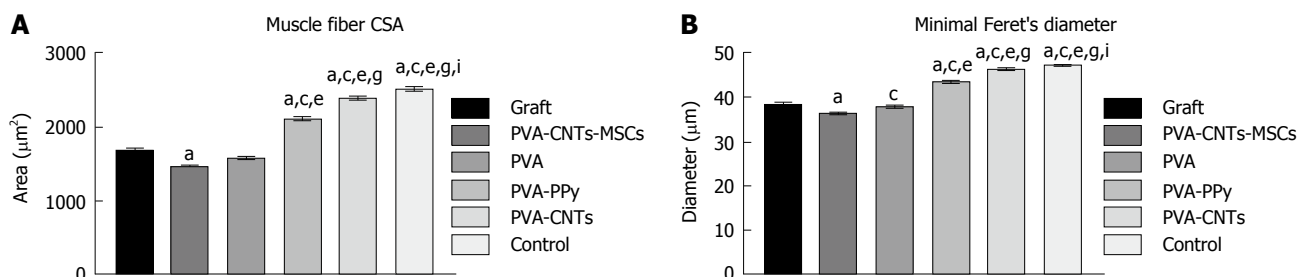 A
Muscle fiber CSA
Area (μm²)
3000
2000
1000
0
a
a,c,e
a,c,e,g
a,c,e,g,i
Graft
PVA-CNTs-MSCs
PVA
PVA-PPy
PVA-CNTs
Control
B
Minimal Feret's diameter
Diameter (μm)
50
40
30
20
10
0
a
c
a,c,e
a,c,e,g
a,c,e,g,i
Graft
PVA-CNTs-MSCs
PVA
PVA-PPy
PVA-CNTs
Control